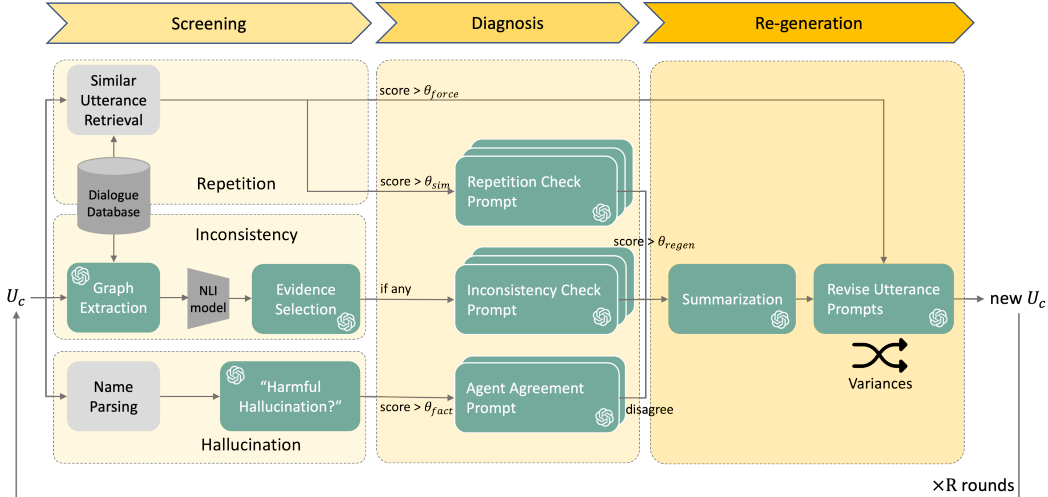 Screening
Diagnosis
Re-generation
Similar
Utterance
Retrieval
score > θ_force
Dialogue
Database
Repetition
score > θ_sim
Repetition Check
Prompt
Inconsistency
score > θ_regen
U_c
Graph
Extraction
NLI
model
Evidence
Selection
if any
Inconsistency Check
Prompt
Summarization
Revise Utterance
Prompts
new U_c
Variances
Name
Parsing
“Harmful
Hallucination?”
score > θ_fact
Agent Agreement
Prompt
disagree
Hallucination
×R rounds